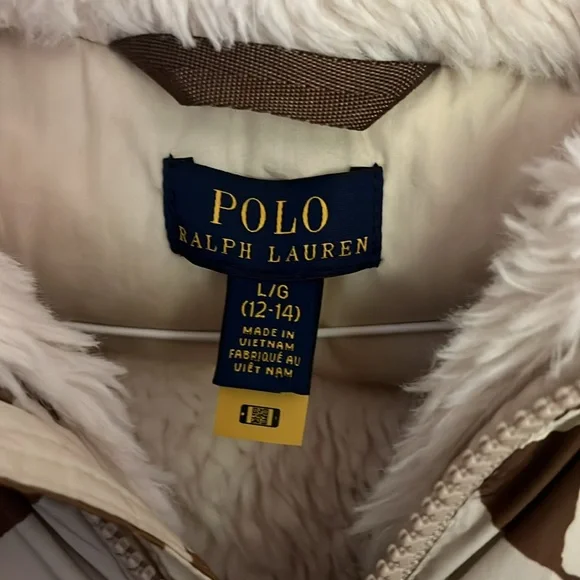 POLO
RALPH LAUREN
L/G
(12-14)
MADE IN
VIETNAM
FABRIQUÉ AU
VIÊT NAM